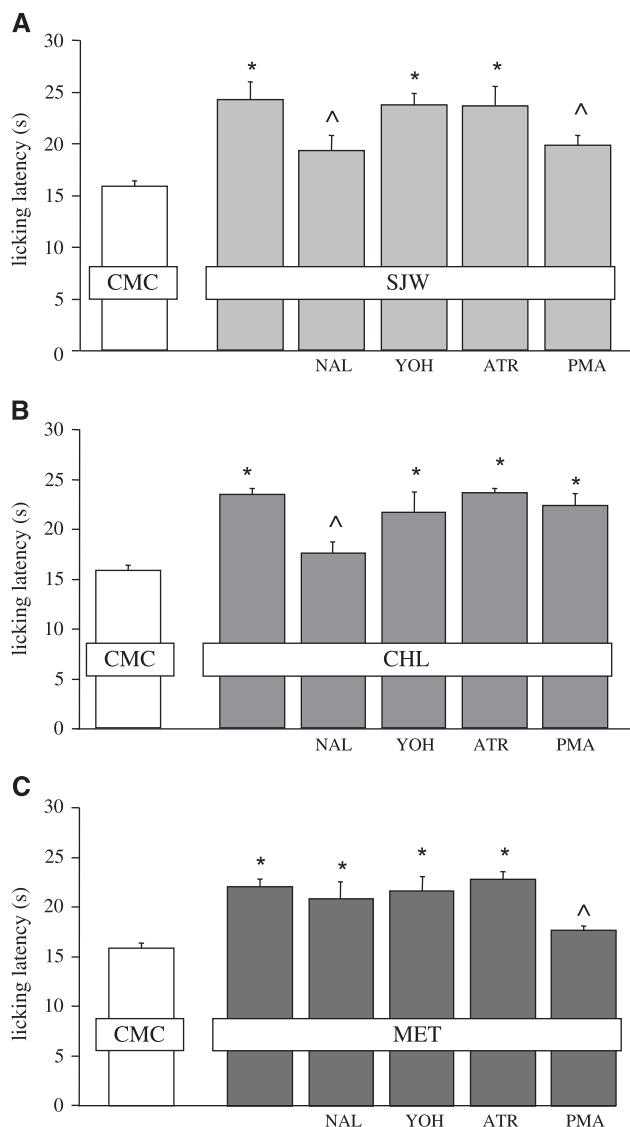 A
licking latency (s)
30
25
20
15
10
5
0
* ^ * * ^
CMC SJW
NAL YOH ATR PMA
B
licking latency (s)
30
25
20
15
10
5
0
* ^ * * *
CMC CHL
NAL YOH ATR PMA
C
licking latency (s)
30
25
20
15
10
5
0
* * * * ^
CMC MET
NAL YOH ATR PMA